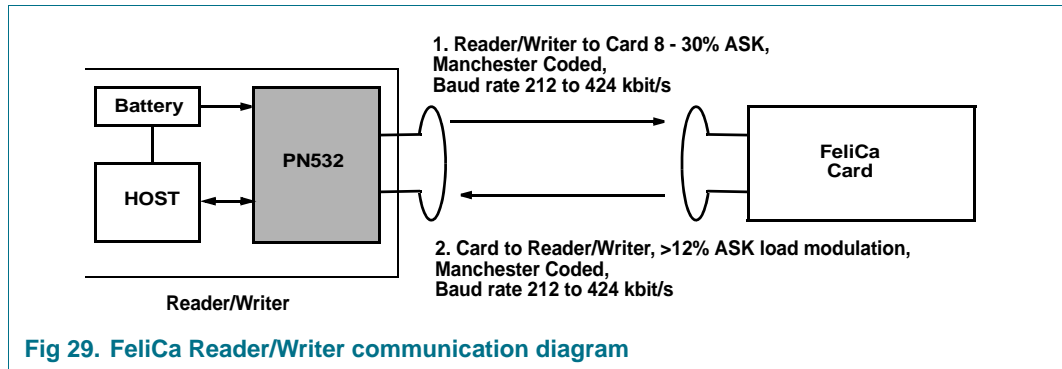 1. Reader/Writer to Card 8 - 30% ASK,
Manchester Coded,
Baud rate 212 to 424 kbit/s
Battery
PN532
HOST
FeliCa
Card
2. Card to Reader/Writer, >12% ASK load modulation,
Manchester Coded,
Baud rate 212 to 424 kbit/s
Reader/Writer
Fig 29. FeliCa Reader/Writer communication diagram